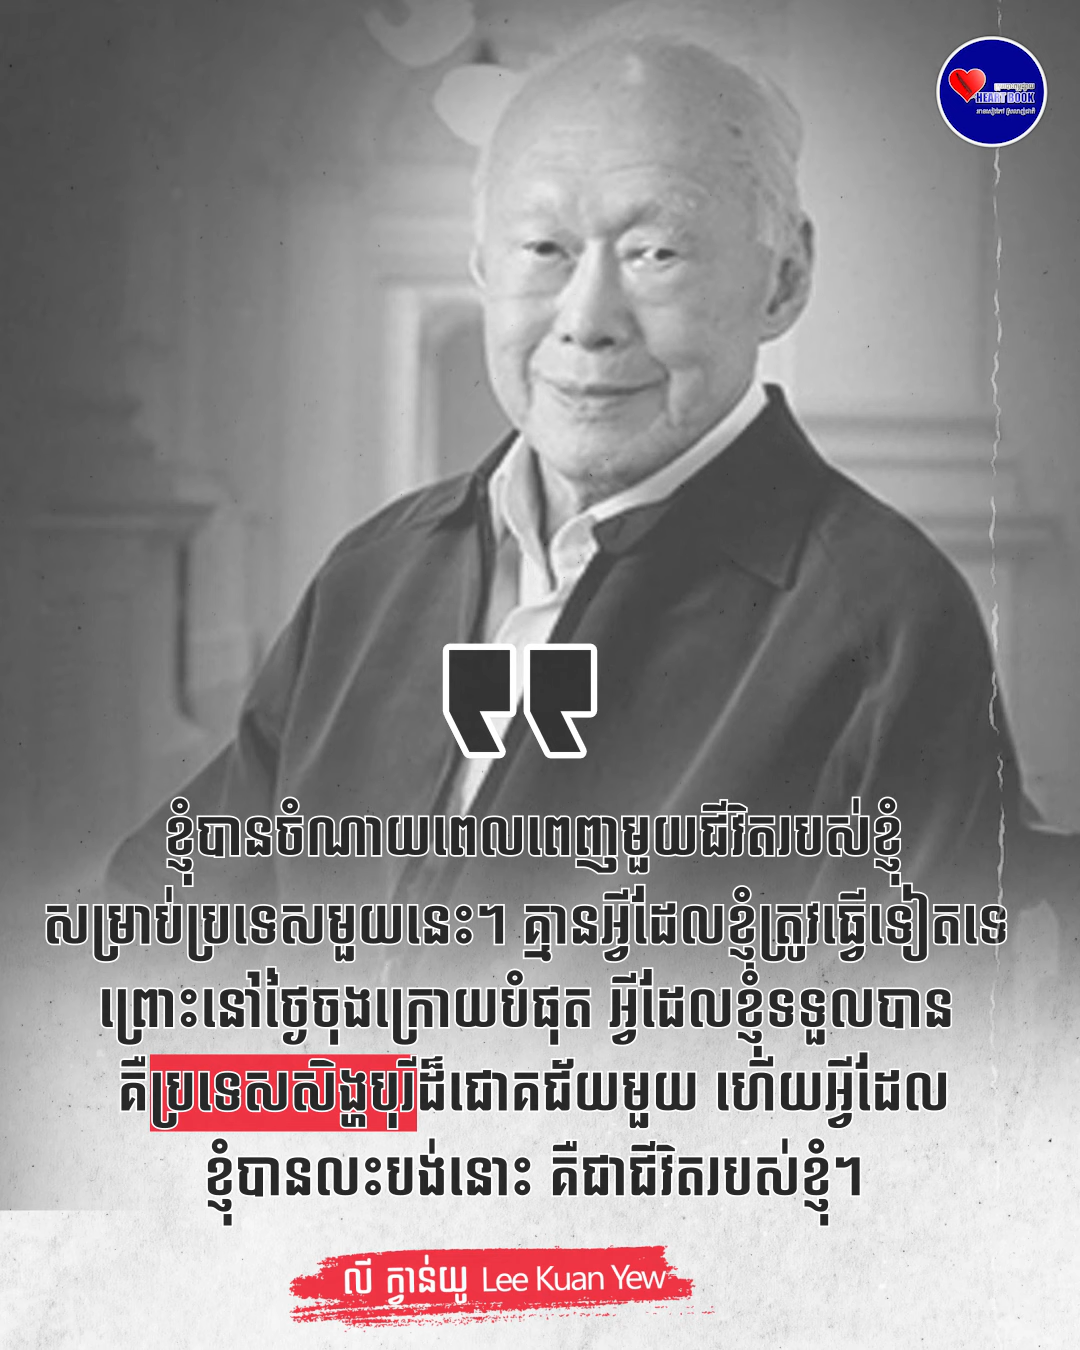 HEART BOOK
ខ្ញុំបានចំណាយពេលពេញមួយជីវិតរបស់ខ្ញុំ
សម្រាប់ប្រទេសមួយនេះ។ គ្មានអ្វីដែលខ្ញុំត្រូវធ្វើទៀតទេ
ព្រោះនៅថ្ងៃចុងក្រោយបំផុត អ្វីដែលខ្ញុំទទួលបាន
គឺប្រទេសសិង្ហបុរីដ៏ជោគជ័យមួយ ហើយអ្វីដែល
ខ្ញុំបានលះបង់នោះ គឺជាជីវិតរបស់ខ្ញុំ។
លី ក្វាន់យូ Lee Kuan Yew